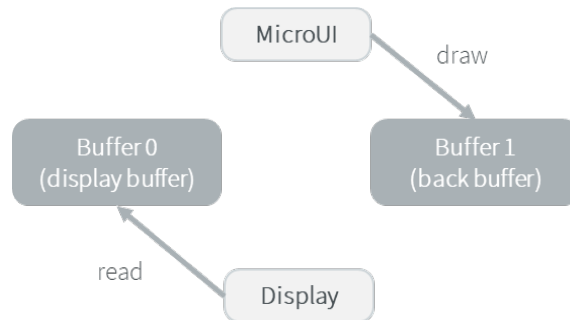 MicroUI
draw
Buffer 0
(display buffer)
Buffer 1
(back buffer)
read
Display